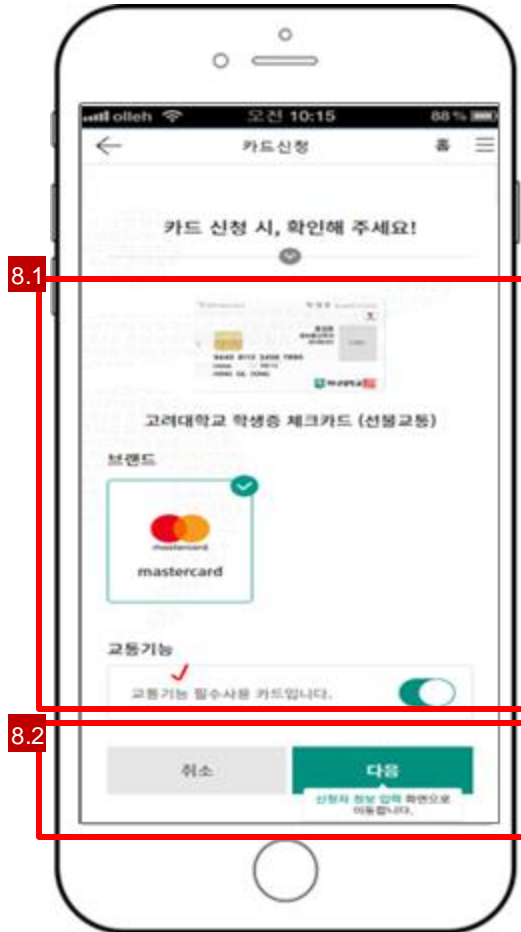 olleh 오전 10:15 88%
카드신청 홈
카드 신청 시, 확인해 주세요!
8.1
HONG GIL DONG
고려대학교 학생증 체크카드 (선불교통)
브랜드
mastercard
mastercard
교통기능
교통기능 필수사용 카드입니다.
8.2
취소 다음
신청자 정보 입력 화면으로
이동합니다.